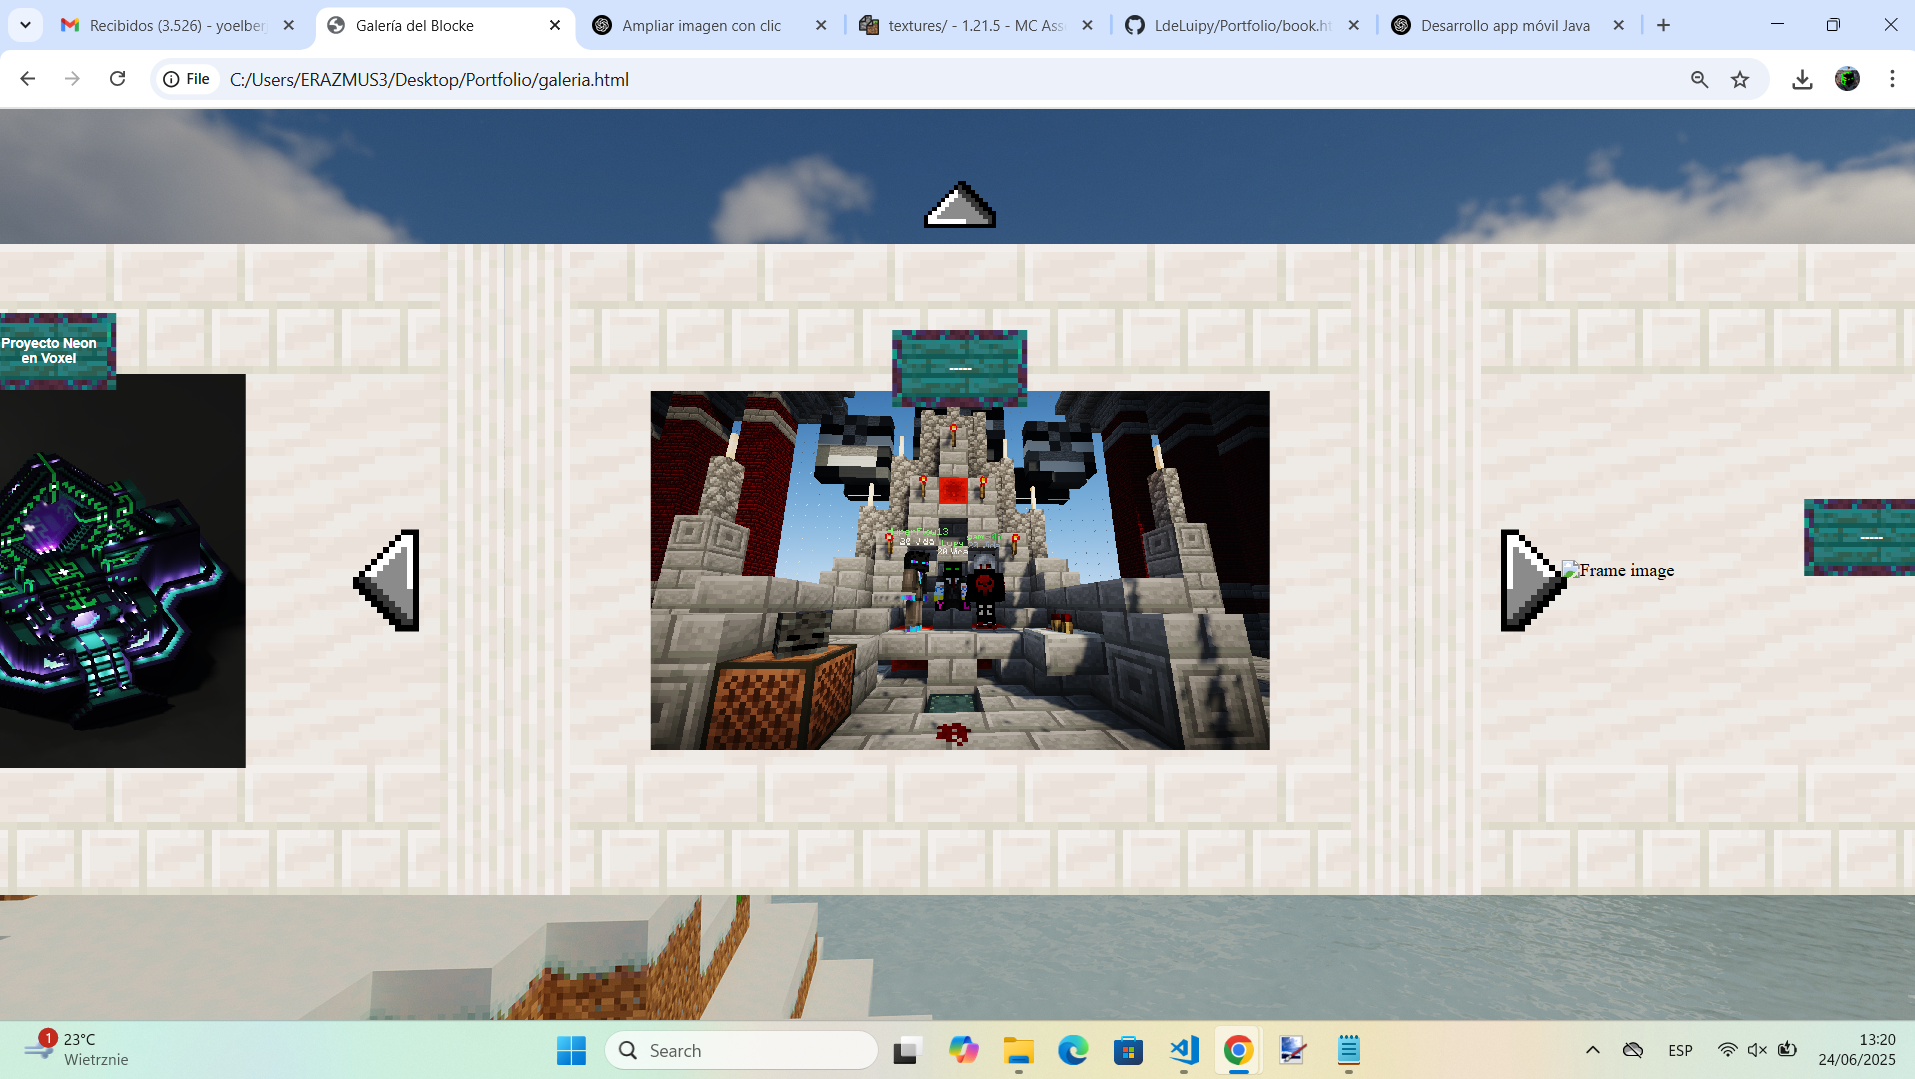 Recibidos (3.526) - yoelber
Galería del Blocke
Ampliar imagen con clic
textures/ - 1.21.5 - MC Ass
LdeLuipy/Portfolio/book.ht
Desarrollo app móvil Java
File
C:/Users/ERAZMUS3/Desktop/Portfolio/galeria.html
Proyecto Neon
en Voxel
-----
-----
Frame image
1
23°C
Wietrznie
Search
ESP
13:20
24/06/2025